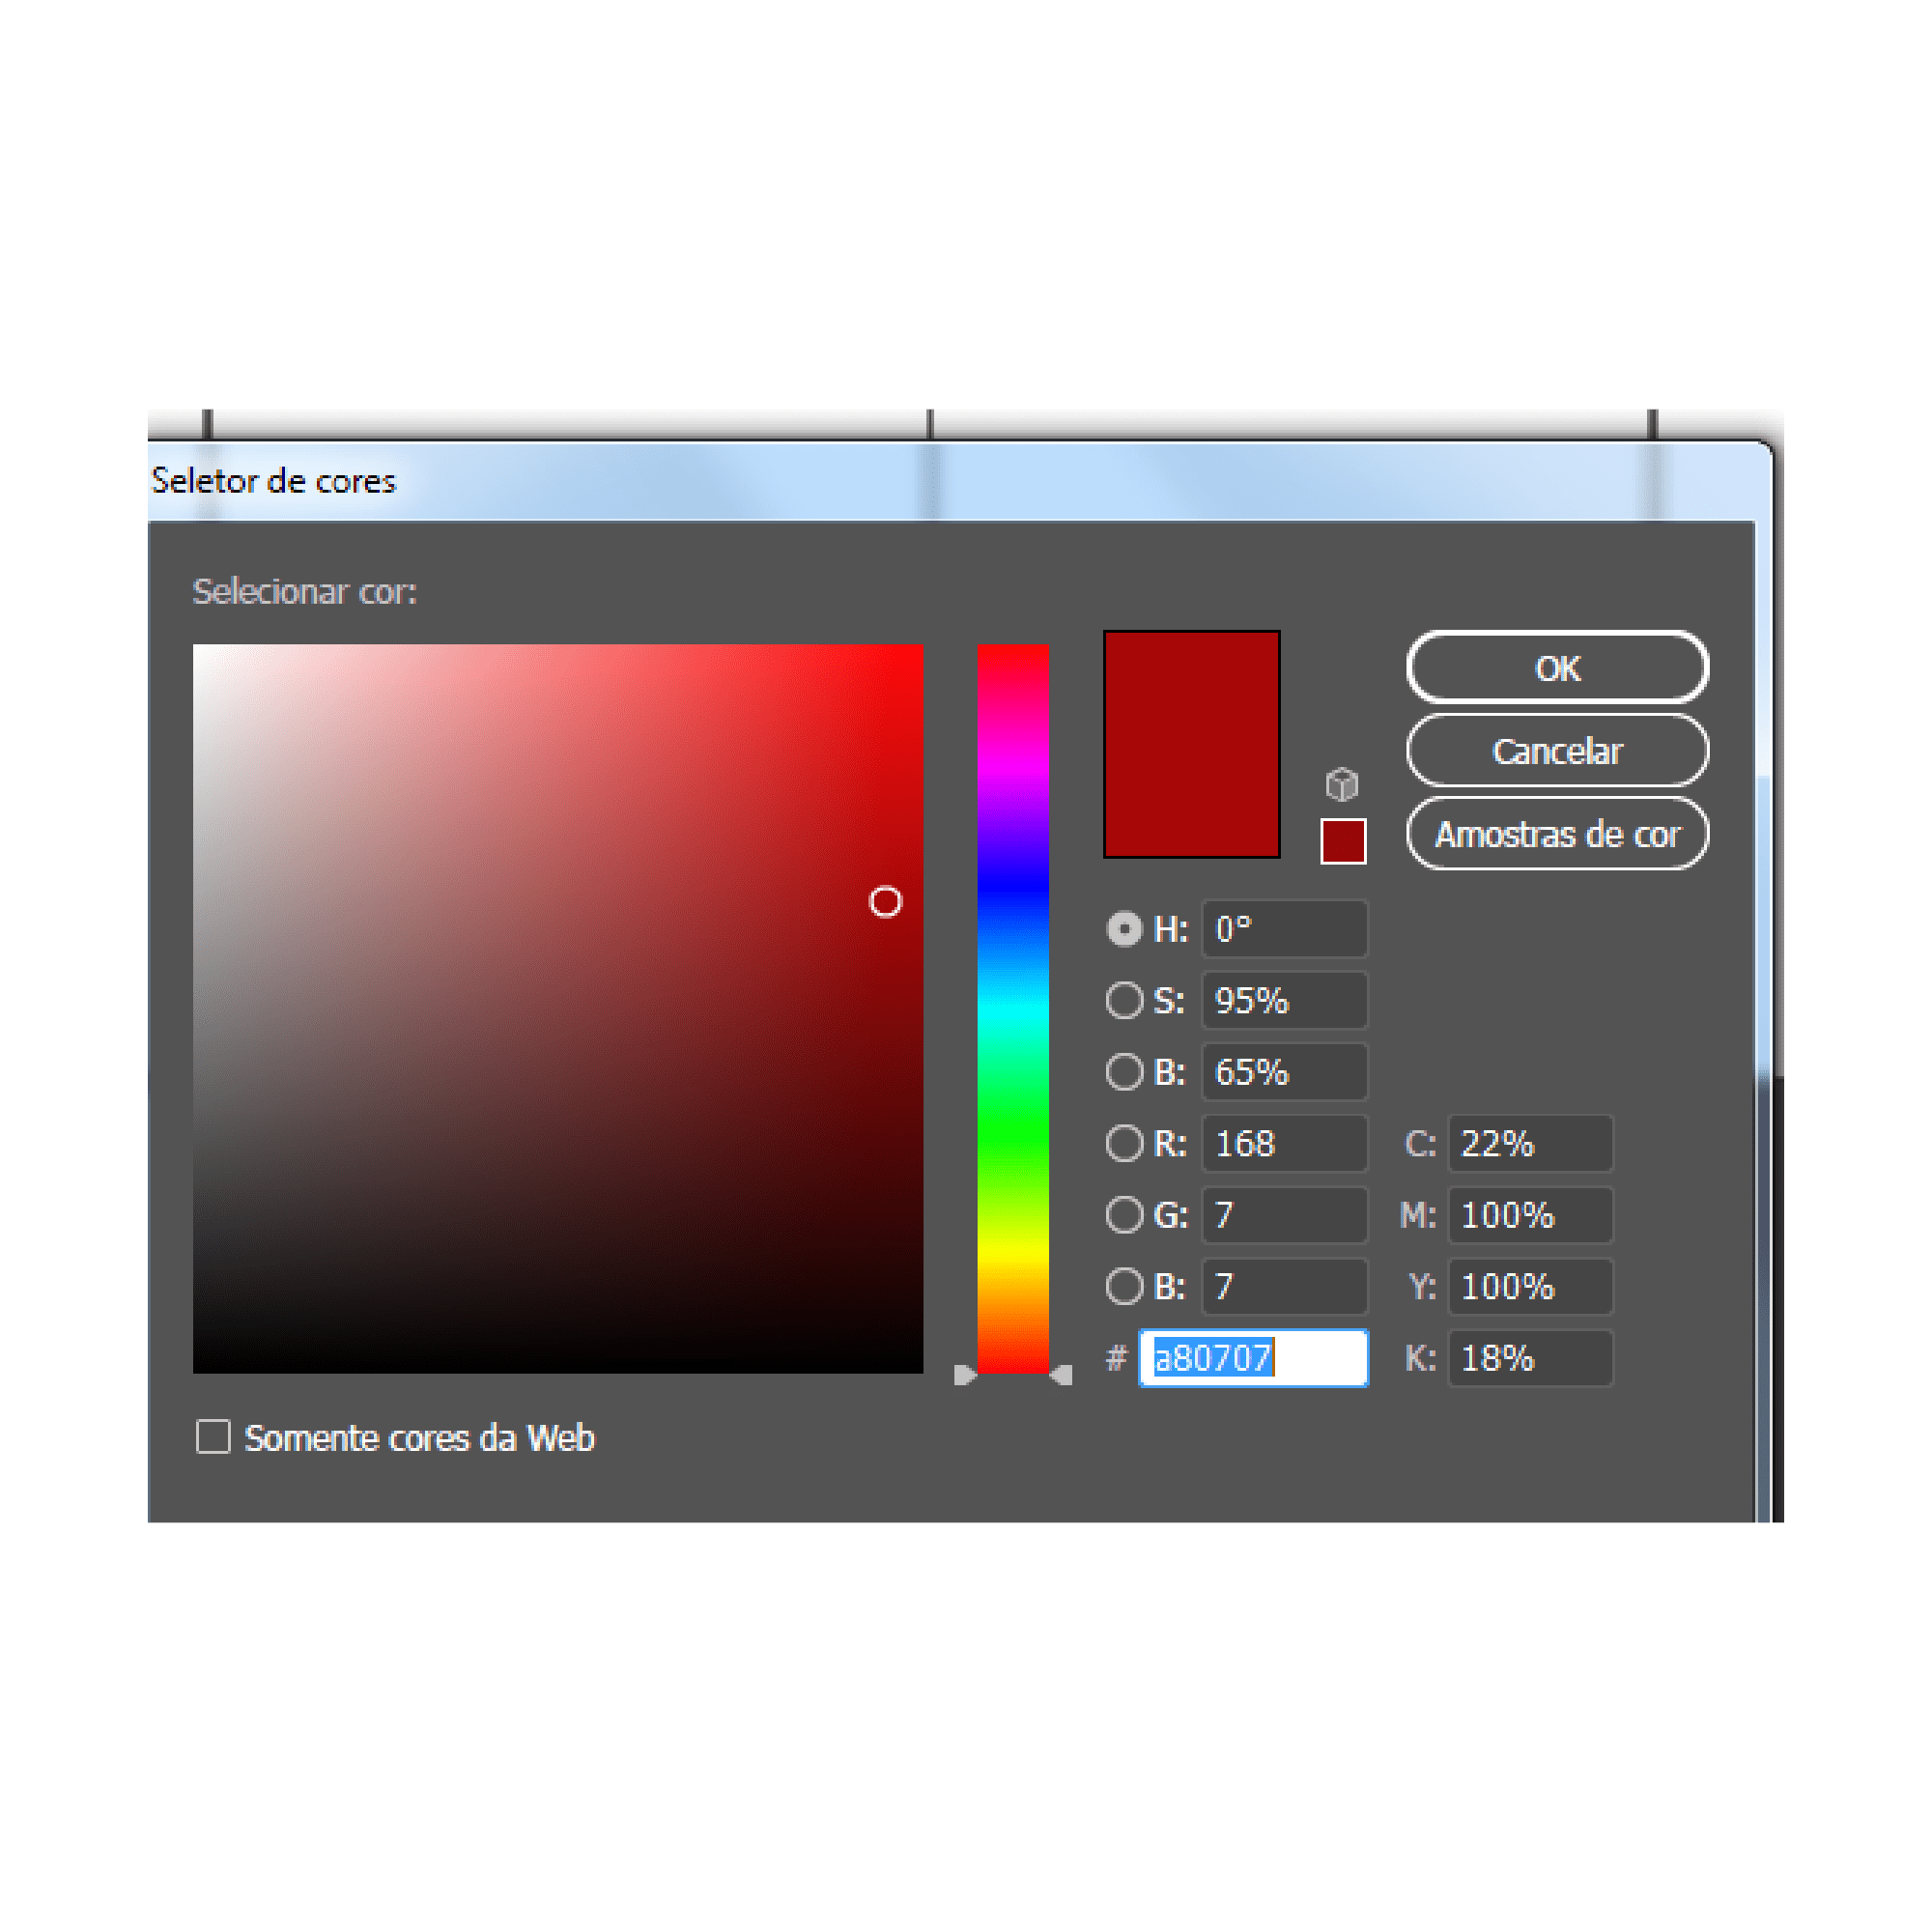 Seletor de cores
Selecionar cor:
OK
Cancelar
Amostras de cor
H: 0°
S: 95%
B: 65%
R: 168 C: 22%
G: 7 M: 100%
B: 7 Y: 100%
# a80707 K: 18%
Somente cores da Web